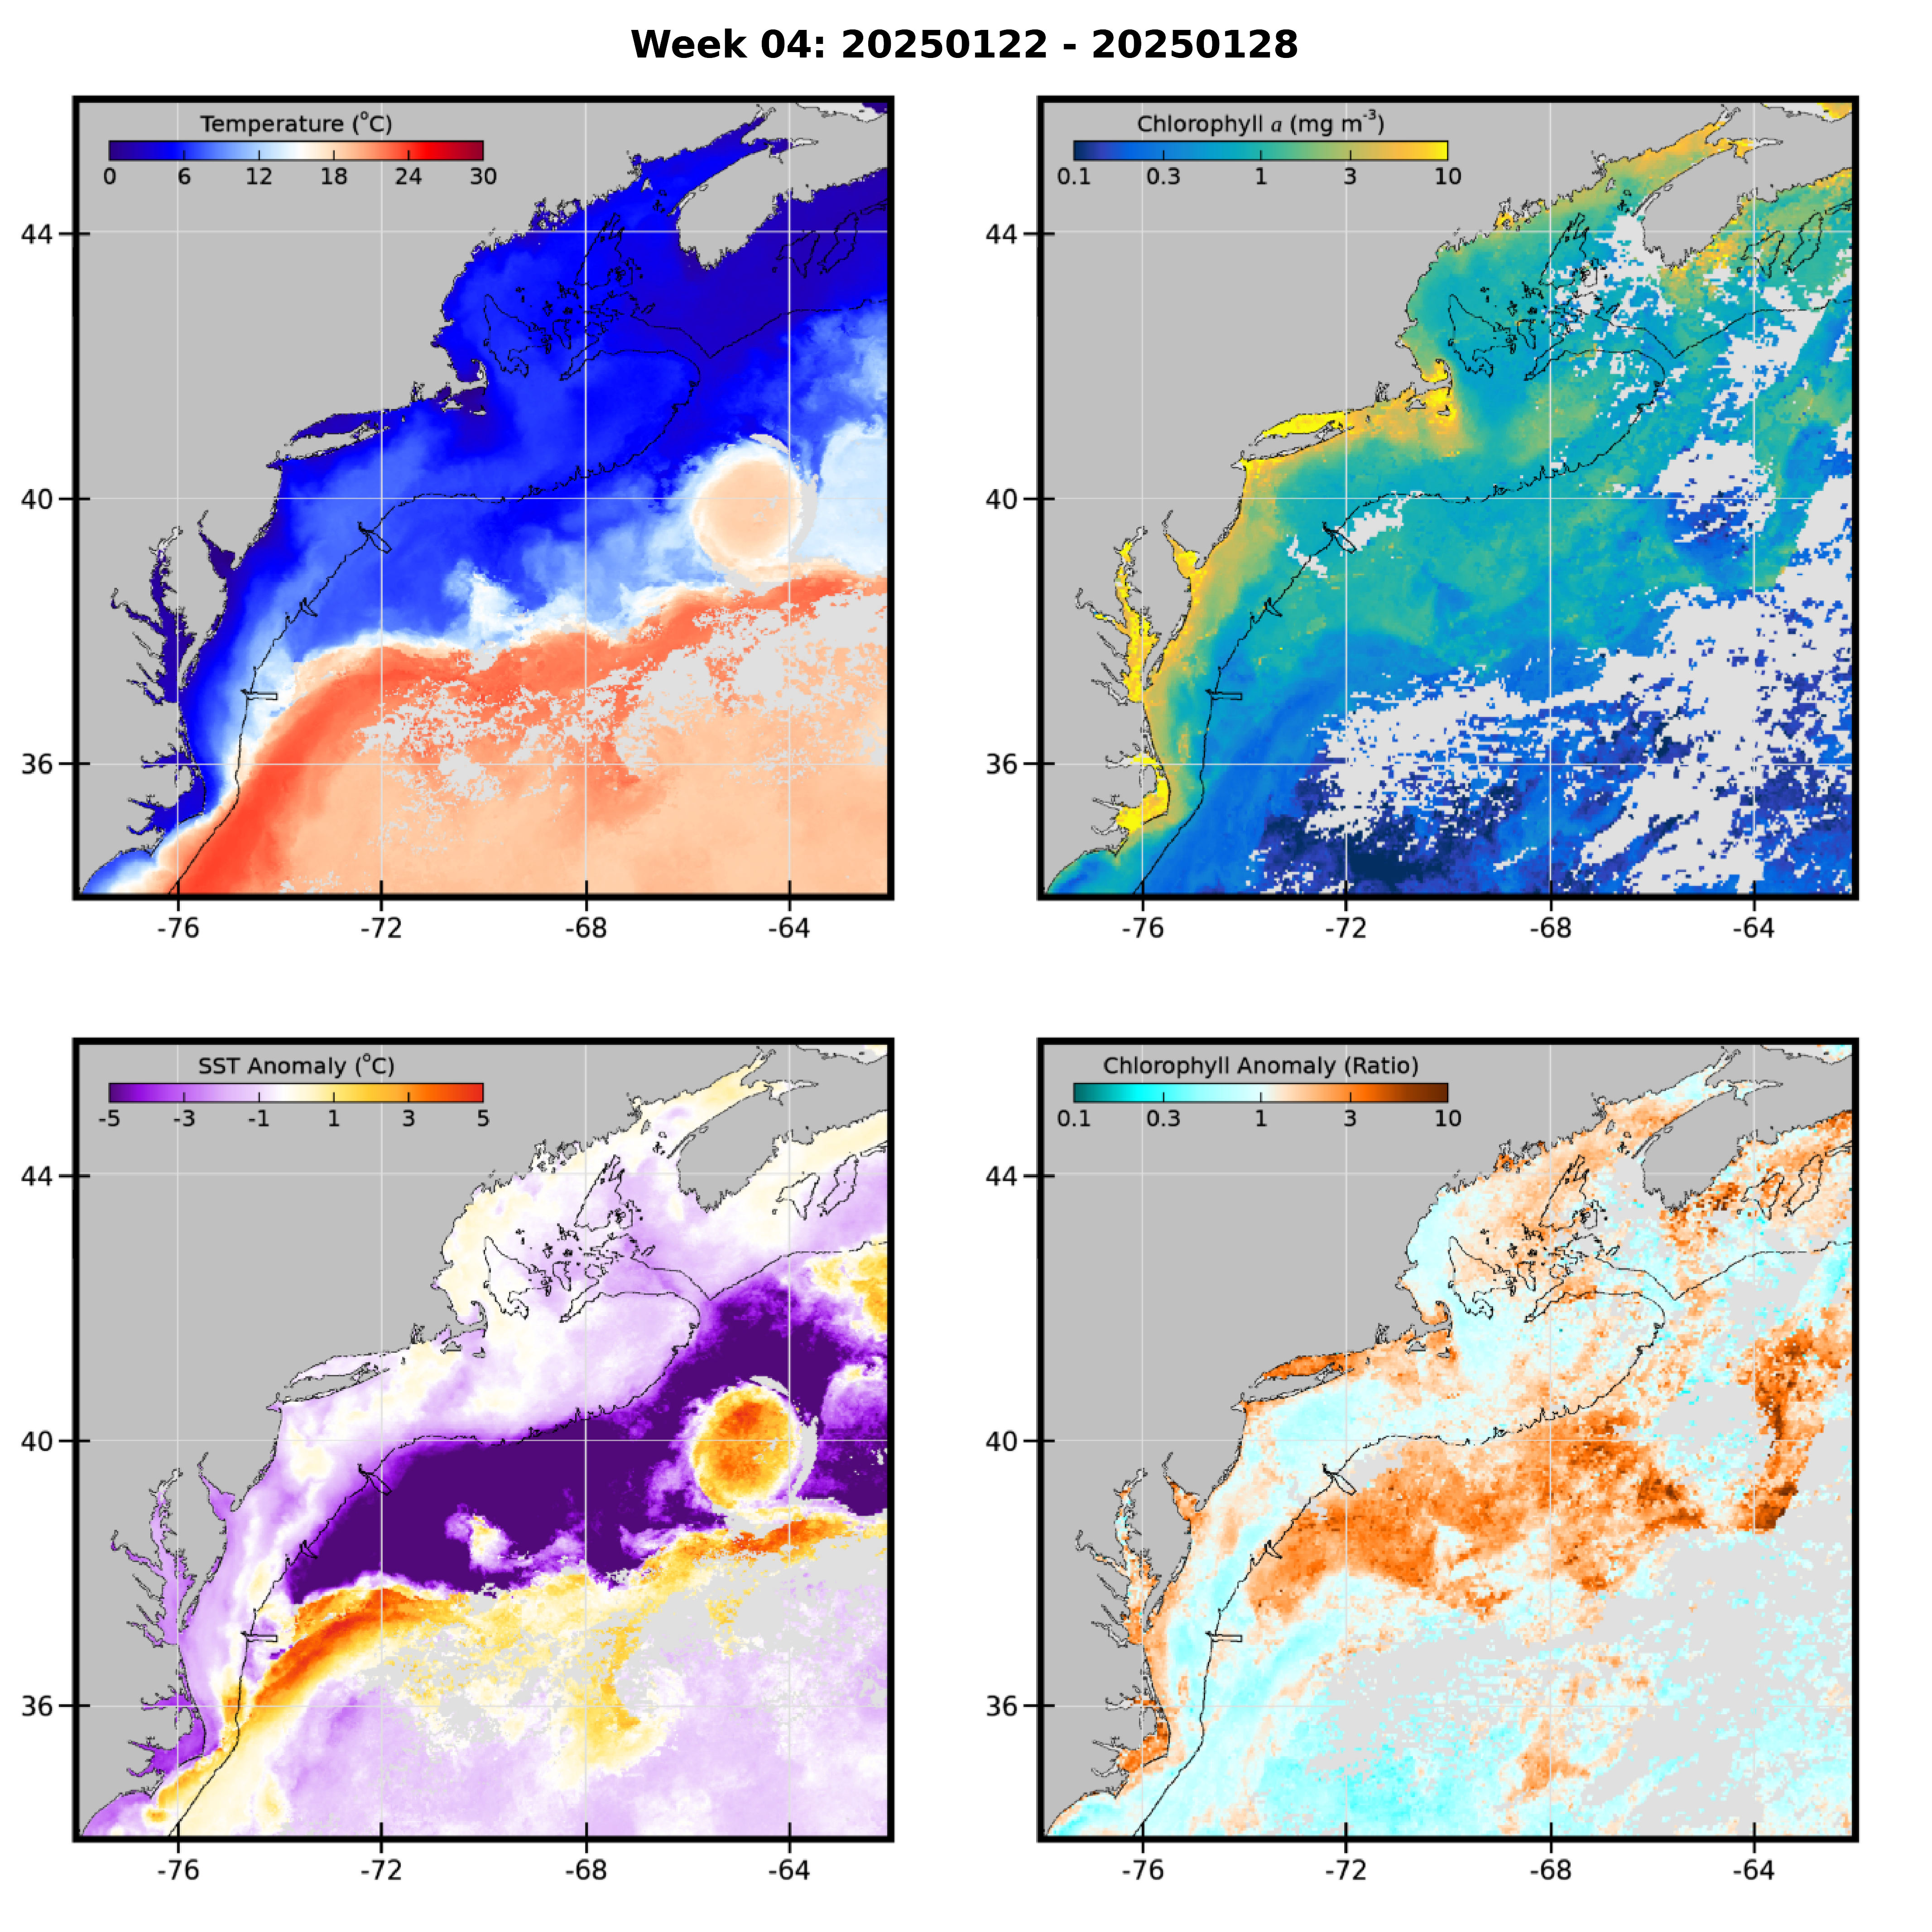 Week 04: 20250122 - 20250128
Temperature (°C)
0 6 12 18 24 30
44
40
36
-76 -72 -68 -64
Chlorophyll a (mg m⁻³)
0.1 0.3 1 3 10
44
40
36
-76 -72 -68 -64
SST Anomaly (°C)
-5 -3 -1 1 3 5
44
40
36
-76 -72 -68 -64
Chlorophyll Anomaly (Ratio)
0.1 0.3 1 3 10
44
40
36
-76 -72 -68 -64